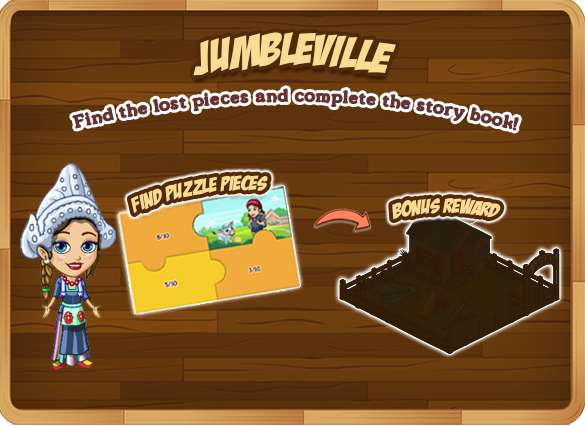 JUMBLEVILLE
Find the lost pieces and complete the story book!
FIND PUZZLE PIECES
BONUS REWARD
8/10
5/10
3/10